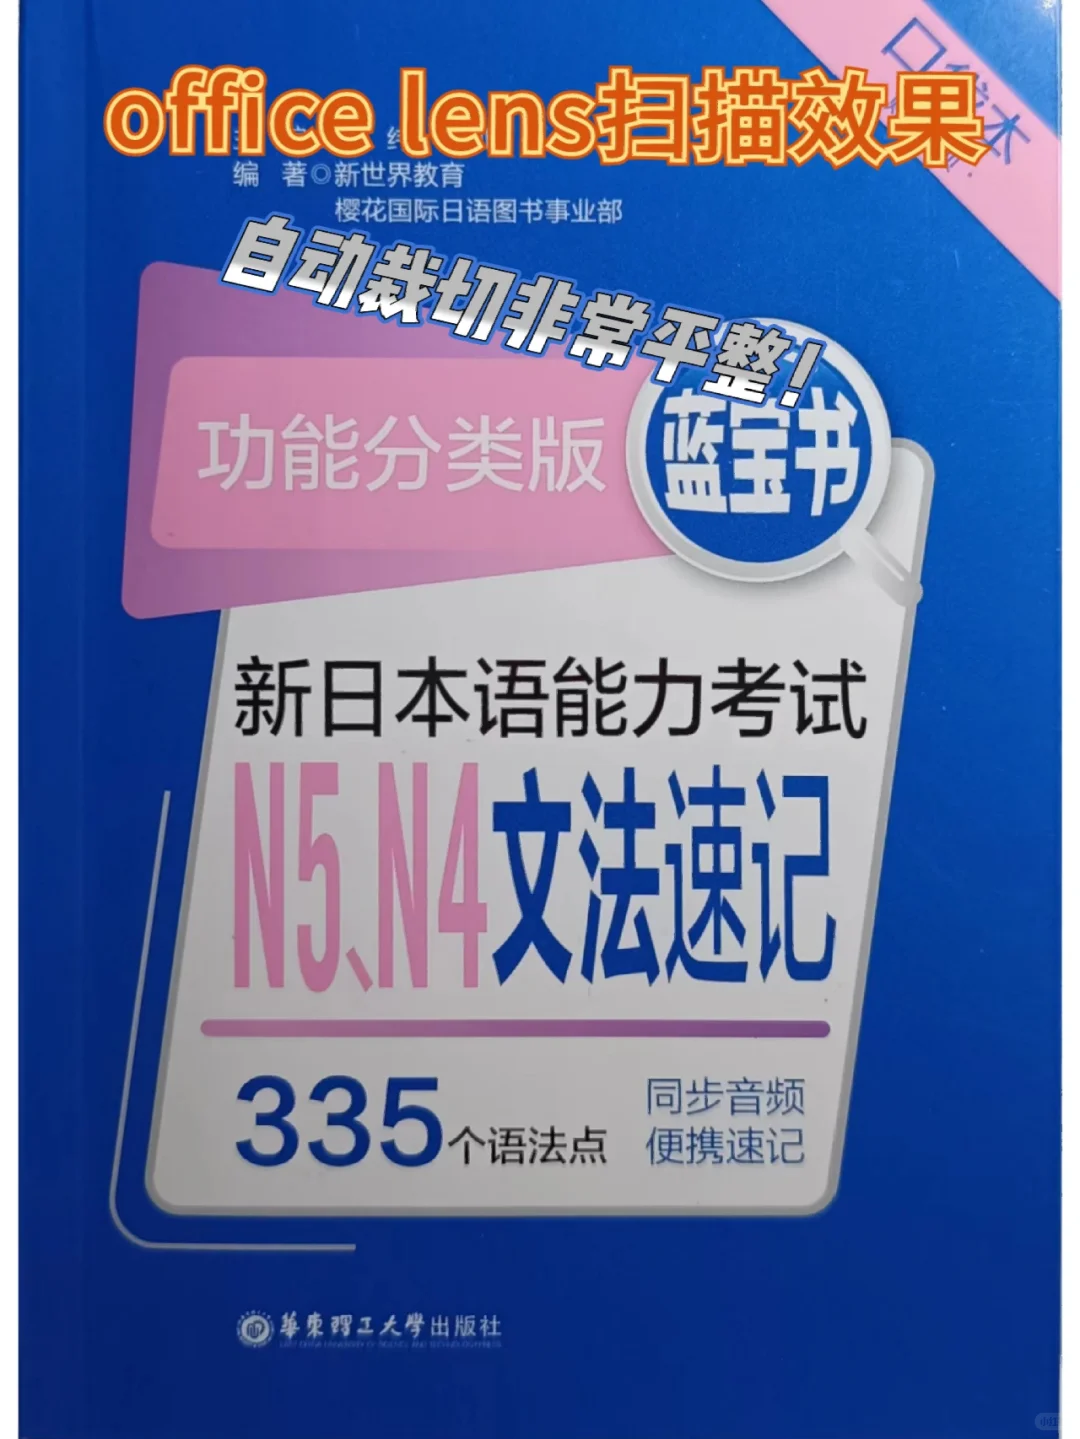 office lens扫描效果
编 著◎新世界教育
樱花国际日语图书事业部
自动裁切非常平整!
功能分类版
蓝宝书
新日本语能力考试
N5、N4文法速记
335个语法点
同步音频
便携速记
華東理工大學出版社